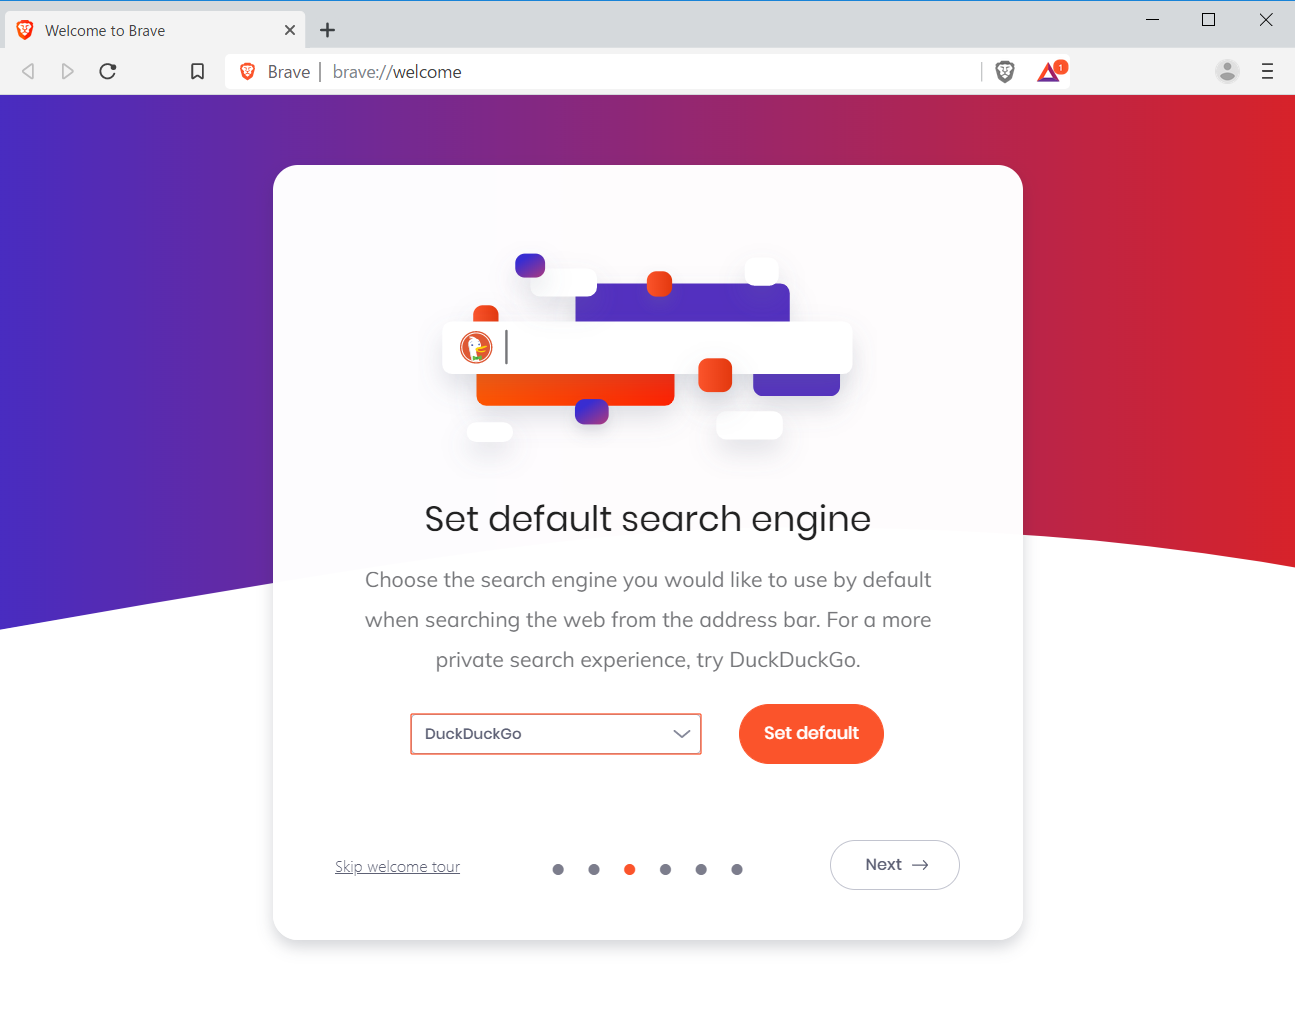 Welcome to Brave
Brave | brave://welcome
1
Set default search engine
Choose the search engine you would like to use by default
when searching the web from the address bar. For a more
private search experience, try DuckDuckGo.
DuckDuckGo
Set default
Skip welcome tour
Next →